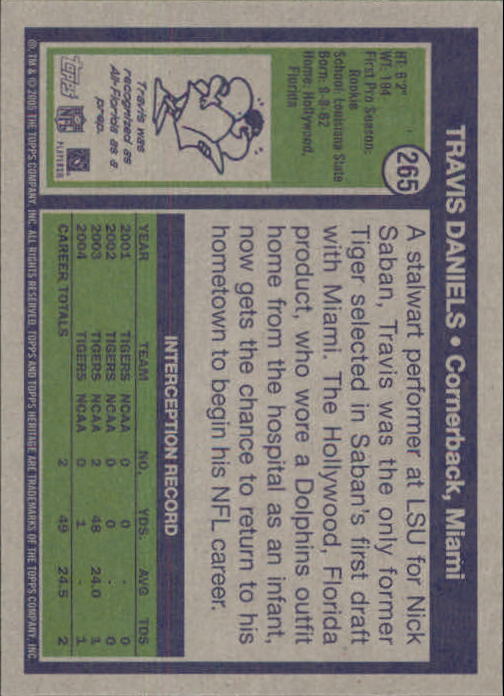 TRAVIS DANIELS • Cornerback, Miami
265
HT: 6'2"
WT: 194
First Pro Season:
Rookie
School: Louisiana State
Born: 9-8-82
Home: Hollywood,
Florida
Travis was
recognized as
All-Florida as a
prep.
Topps
NFL
PLAYERS
A stalwart performer at LSU for Nick
Saban, Travis was the only former
Tiger selected in Saban's first draft
with Miami. The Hollywood, Florida
product, who wore a Dolphins outfit
home from the hospital as an infant,
now gets the chance to return to his
hometown to begin his NFL career.
INTERCEPTION RECORD
YEAR TEAM NO. YDS. AVG TDS
2001 TIGERS NCAA 0 0 - 0
2002 TIGERS NCAA 0 0 - 0
2003 TIGERS NCAA 2 48 24.0 1
2004 TIGERS NCAA 0 1 - 1
CAREER TOTALS 2 49 24.5 2
®, TM & © 2005 THE TOPPS COMPANY, INC. ALL RIGHTS RESERVED. TOPPS AND TOPPS HERITAGE ARE TRADEMARKS OF THE TOPPS COMPANY, INC.